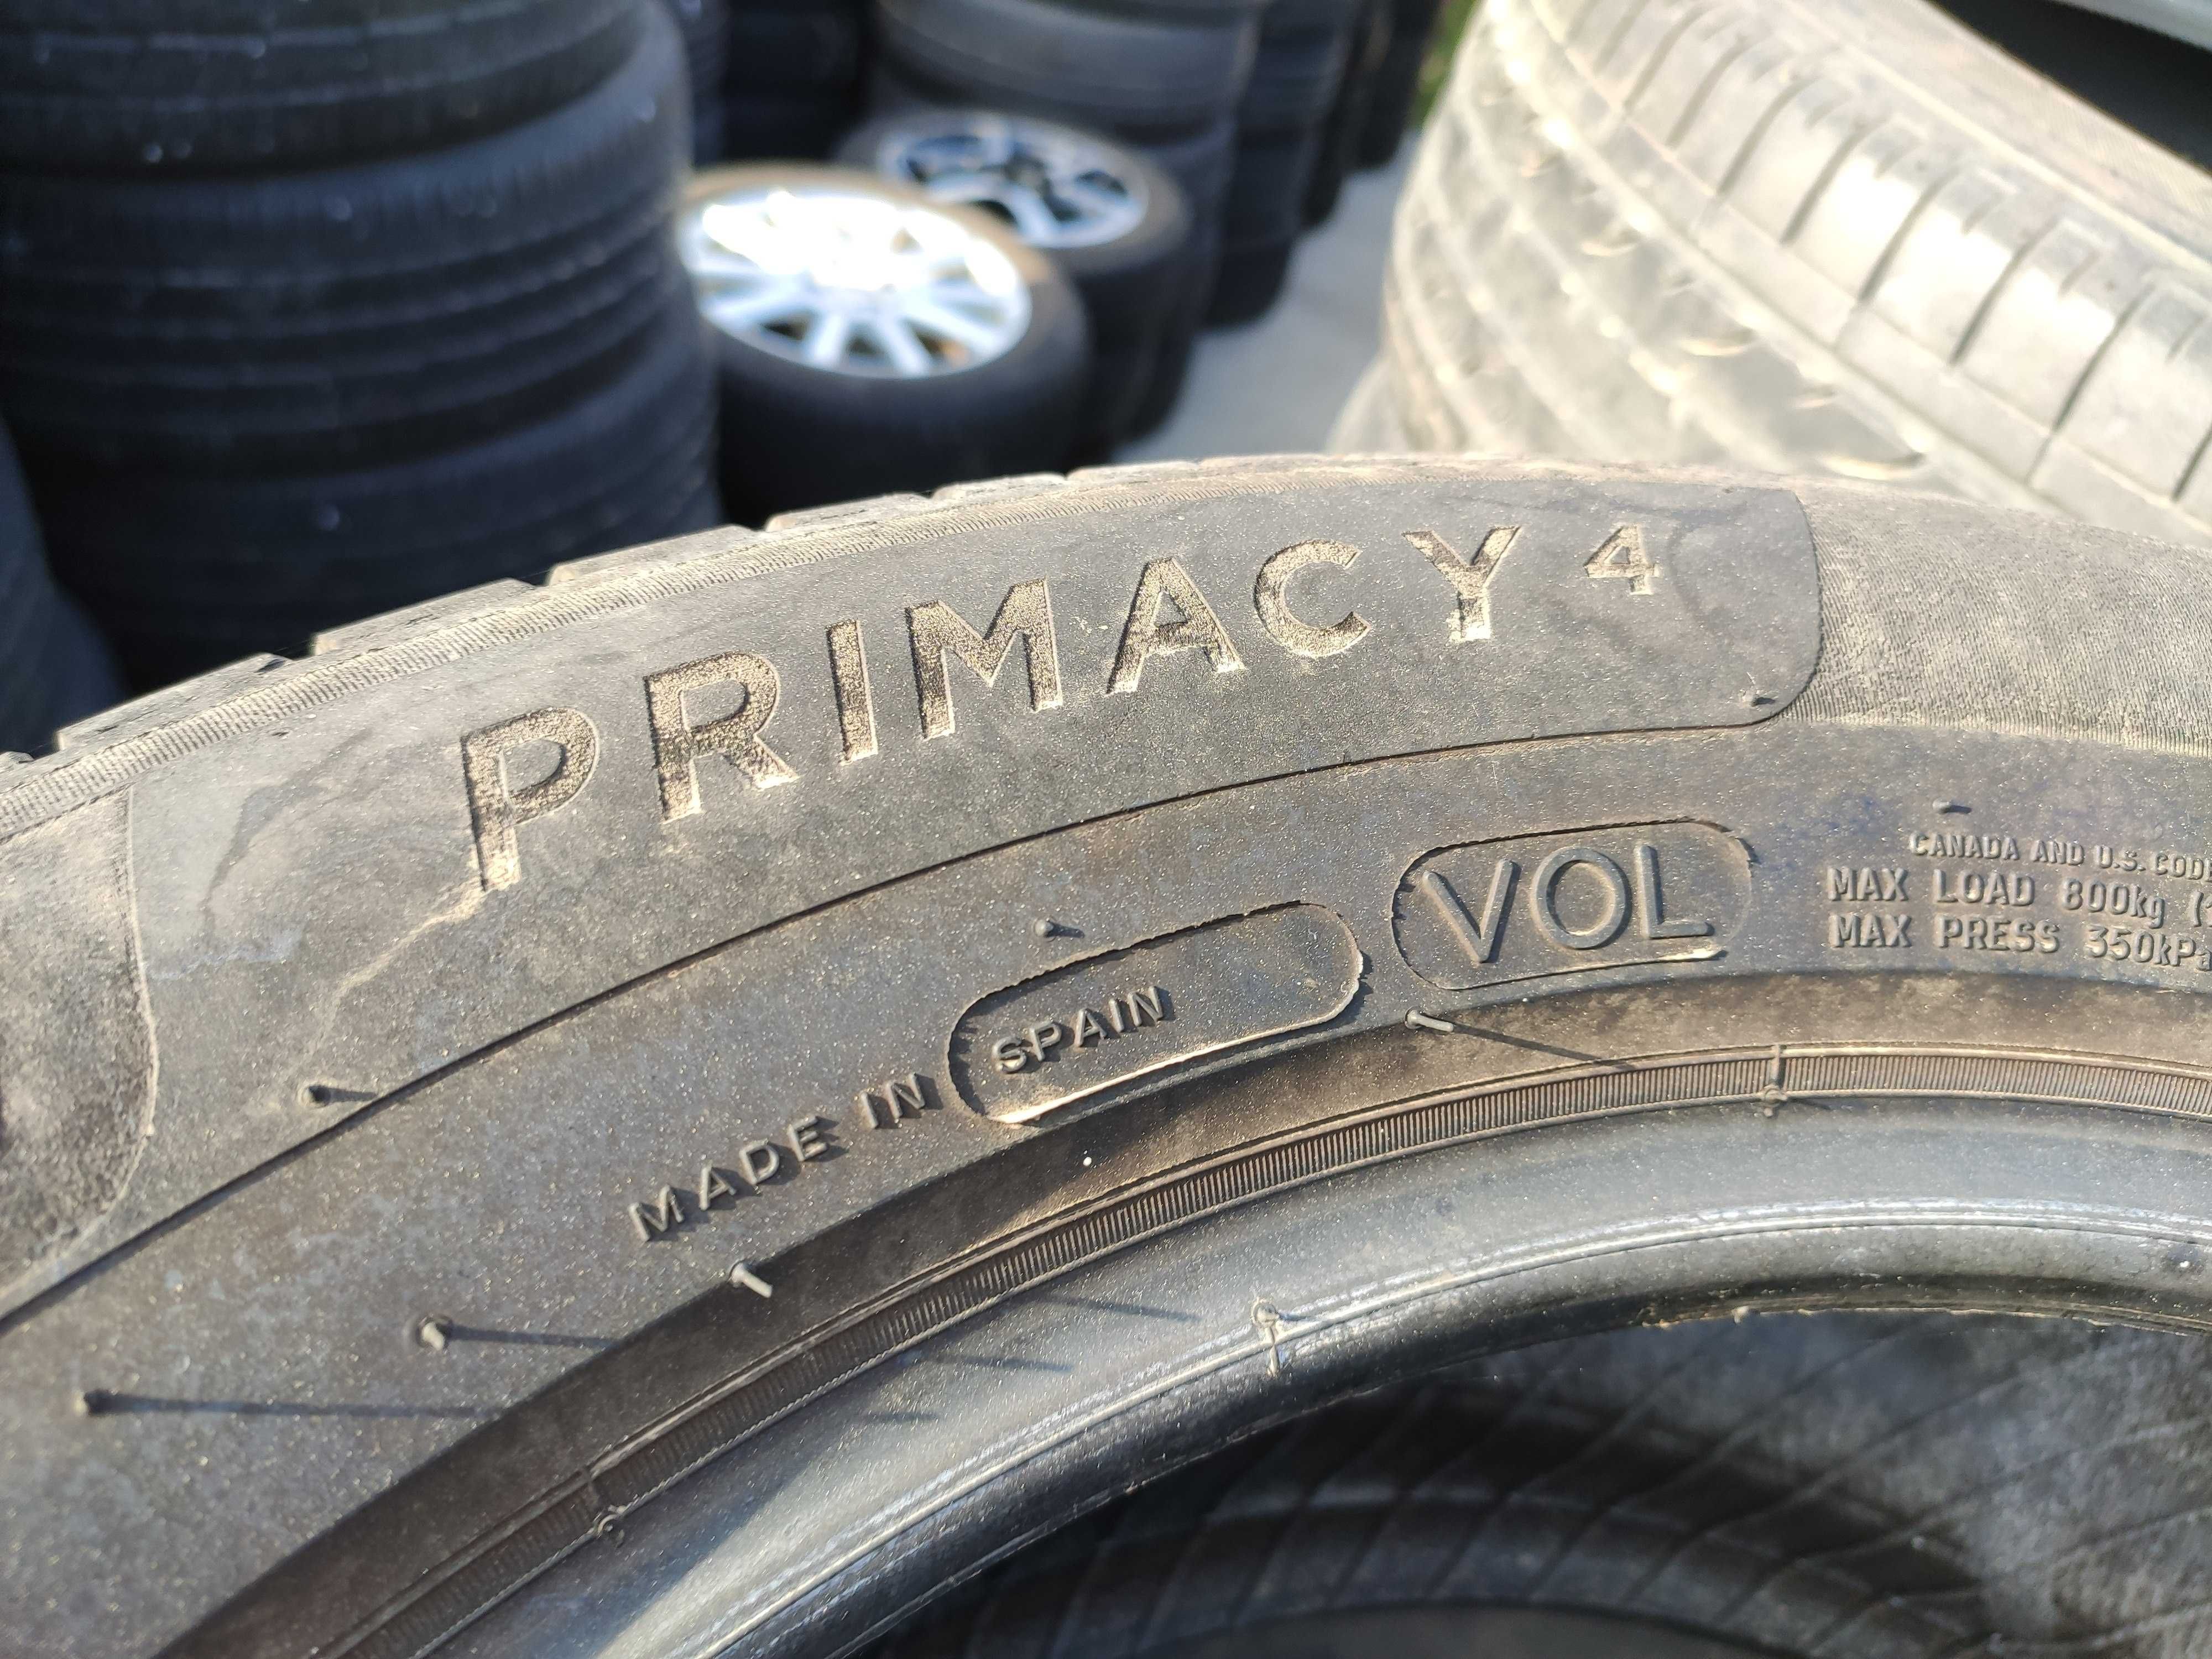 PRIMACY 4
MADE IN SPAIN
VOL
CANADA AND U.S. CODE
MAX LOAD 800kg (
MAX PRESS 350kPa